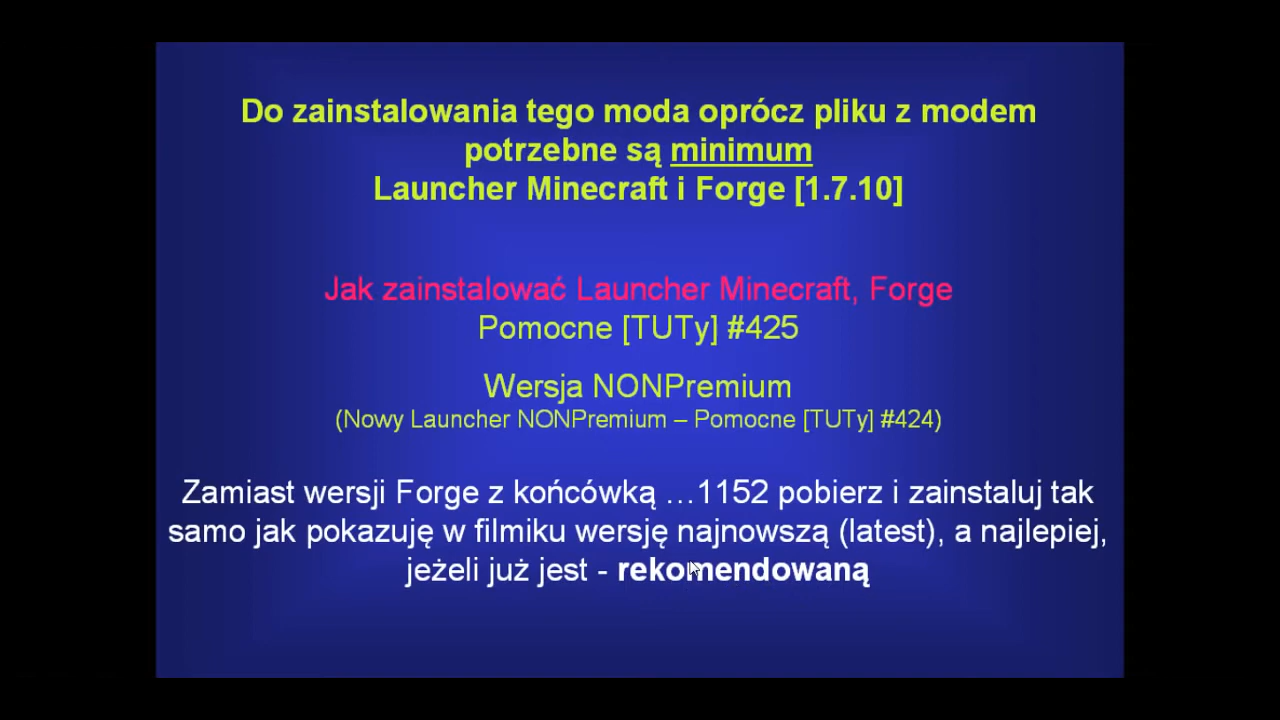 Do zainstalowania tego moda oprócz pliku z modem
potrzebne są minimum
Launcher Minecraft i Forge [1.7.10]
Jak zainstalować Launcher Minecraft, Forge
Pomocne [TUTy] #425
Wersja NONPremium
(Nowy Launcher NONPremium – Pomocne [TUTy] #424)
Zamiast wersji Forge z końcówką …1152 pobierz i zainstaluj tak
samo jak pokazuję w filmiku wersję najnowszą (latest), a najlepiej,
jeżeli już jest - rekomendowaną